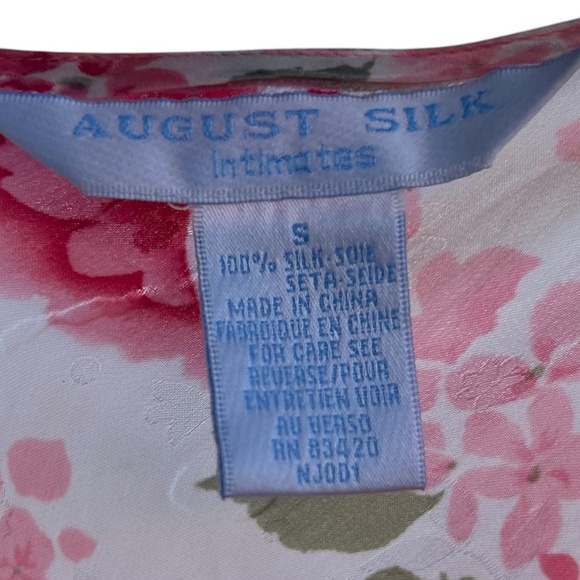 AUGUST SILK
Intimates
S
100% SILK-SOIE
SETA-SEIDE
MADE IN CHINA
FABRIQUE EN CHINE
FOR CARE SEE
REVERSE/POUR
ENTRETIEN VOIR
AU VERSO
RN 83420
NJ001